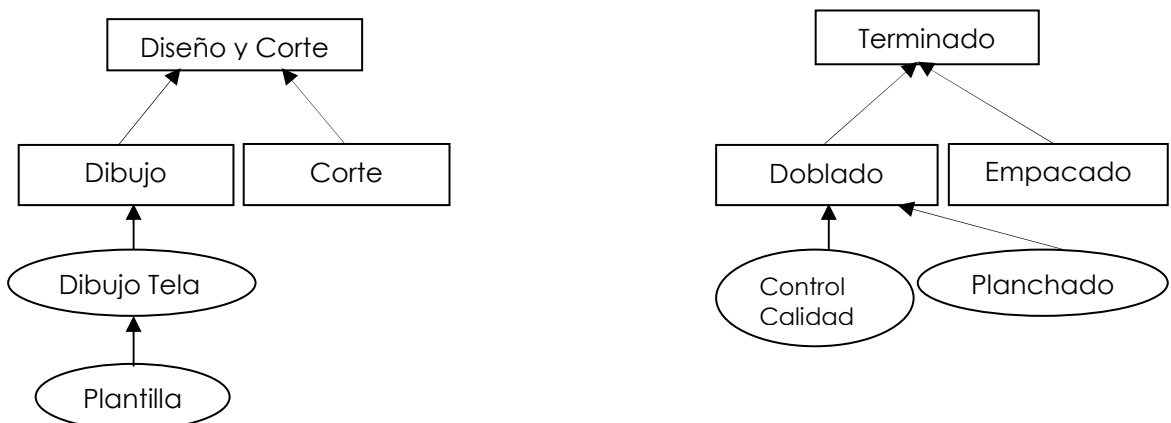 Diseño y Corte
Terminado
Dibujo
Corte
Doblado
Empacado
Dibujo Tela
Control
Calidad
Planchado
Plantilla